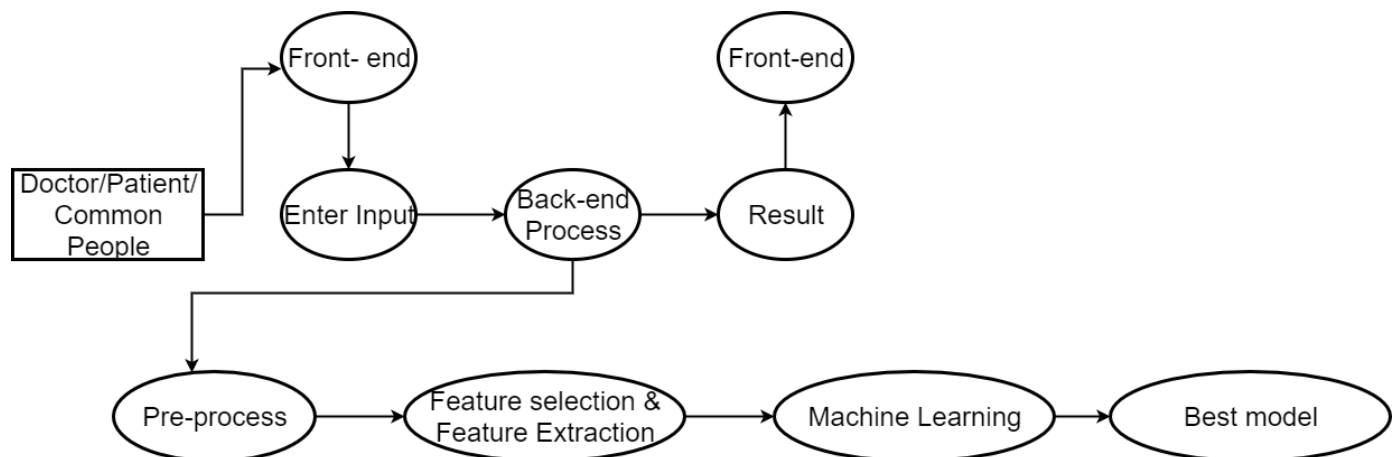 Front- end
Front-end
Doctor/Patient/
Common
People
Enter Input
Back-end
Process
Result
Pre-process
Feature selection &
Feature Extraction
Machine Learning
Best model